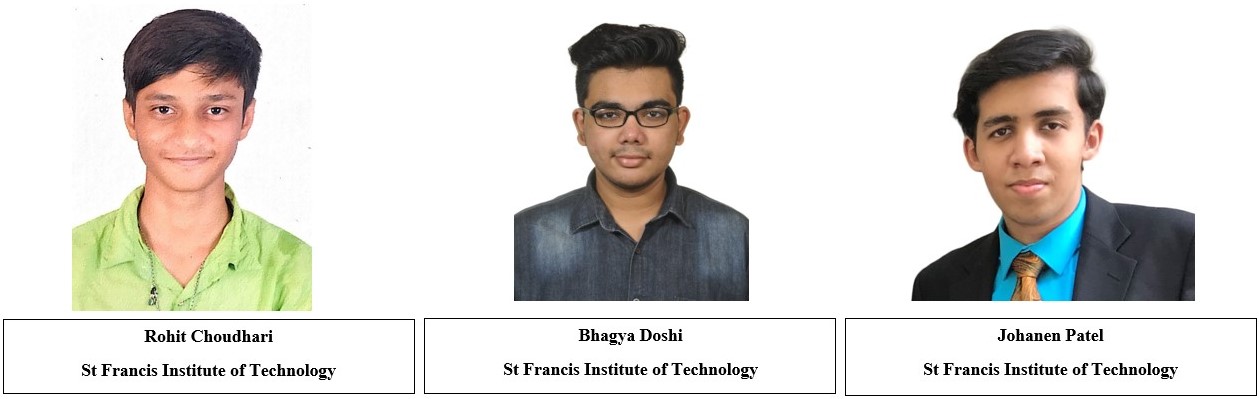 Rohit Choudhari
St Francis Institute of Technology
Bhagya Doshi
St Francis Institute of Technology
Johanen Patel
St Francis Institute of Technology